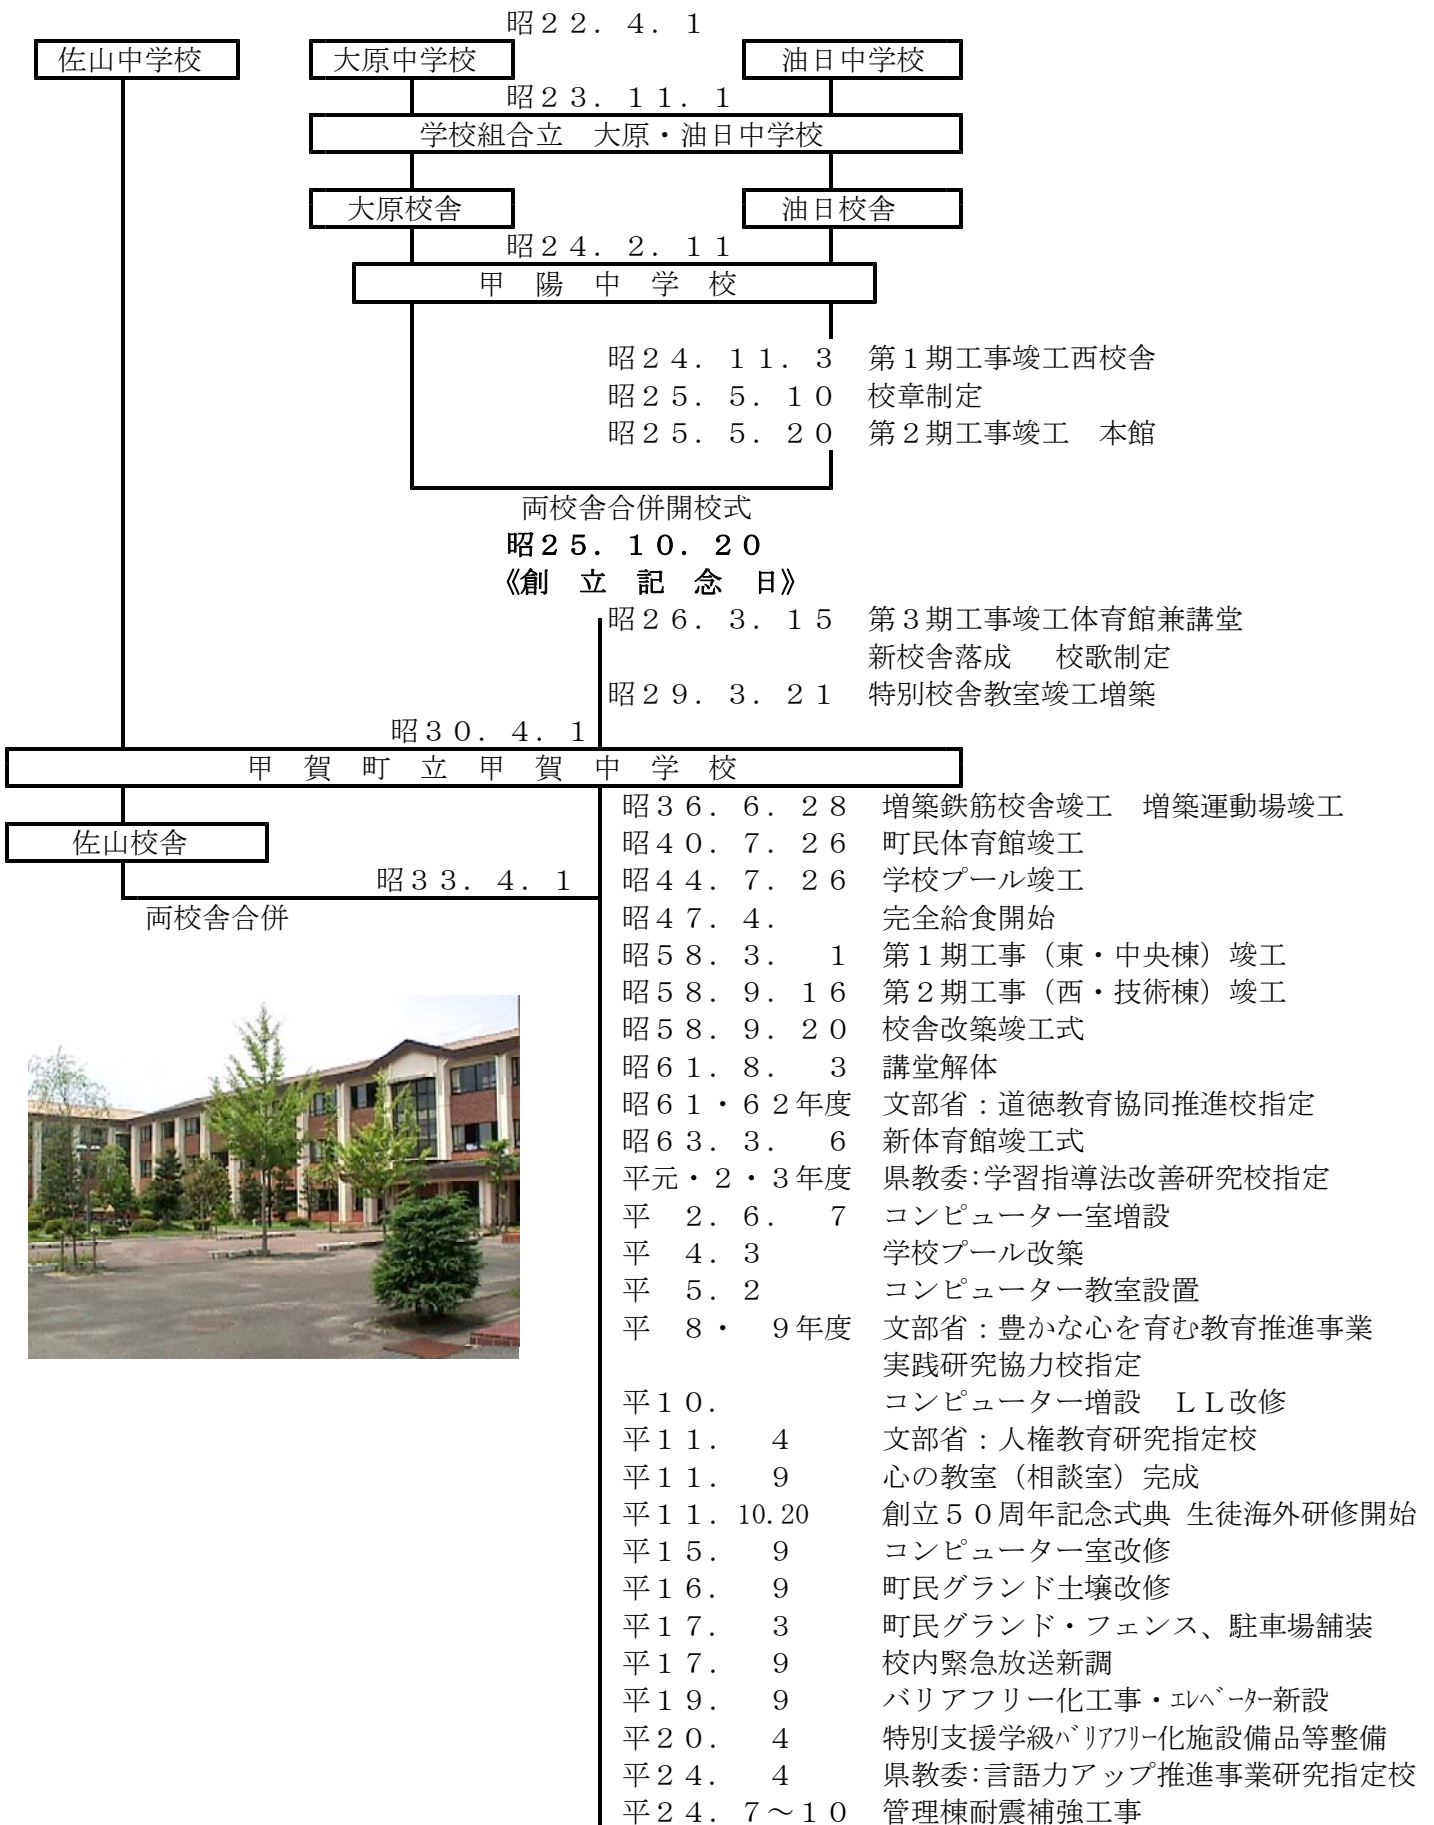 昭２２．４．１
佐山中学校　大原中学校　油日中学校
昭２３．１１．１
学校組合立　大原・油日中学校
大原校舎　油日校舎
昭２４．２．１１
甲　陽　中　学　校
昭２４．１１．３　第１期工事竣工西校舎
昭２５．５．１０　校章制定
昭２５．５．２０　第２期工事竣工　本館
両校舎合併開校式
昭２５．１０．２０
《創　立　記　念　日》
昭２６．３．１５　第３期工事竣工体育館兼講堂
新校舎落成　校歌制定
昭２９．３．２１　特別校舎教室竣工増築
昭３０．４．１
甲　賀　町　立　甲　賀　中　学　校
昭３６．６．２８　増築鉄筋校舎竣工　増築運動場竣工
佐山校舎
昭４０．７．２６　町民体育館竣工
昭３３．４．１
昭４４．７．２６　学校プール竣工
両校舎合併
昭４７．４．　完全給食開始
昭５８．３．　１　第１期工事（東・中央棟）竣工
昭５８．９．１６　第２期工事（西・技術棟）竣工
昭５８．９．２０　校舎改築竣工式
昭６１．８．　３　講堂解体
昭６１・６２年度　文部省：道徳教育協同推進校指定
昭６３．３．　６　新体育館竣工式
平元・２・３年度　県教委:学習指導法改善研究校指定
平　２．６．　７　コンピューター室増設
平　４．３　学校プール改築
平　５．２　コンピューター教室設置
平　８・　９年度　文部省：豊かな心を育む教育推進事業
実践研究協力校指定
平１０．　コンピューター増設　ＬＬ改修
平１１．　４　文部省：人権教育研究指定校
平１１．　９　心の教室（相談室）完成
平１１．10.20　創立５０周年記念式典 生徒海外研修開始
平１５．　９　コンピューター室改修
平１６．　９　町民グランド土壌改修
平１７．　３　町民グランド・フェンス、駐車場舗装
平１７．　９　校内緊急放送新調
平１９．　９　バリアフリー化工事・ｴﾚﾍﾞｰﾀｰ新設
平２０．　４　特別支援学級ﾊﾞﾘｱﾌﾘｰ化施設備品等整備
平２４．　４　県教委:言語力アップ推進事業研究指定校
平２４．７～１０　管理棟耐震補強工事